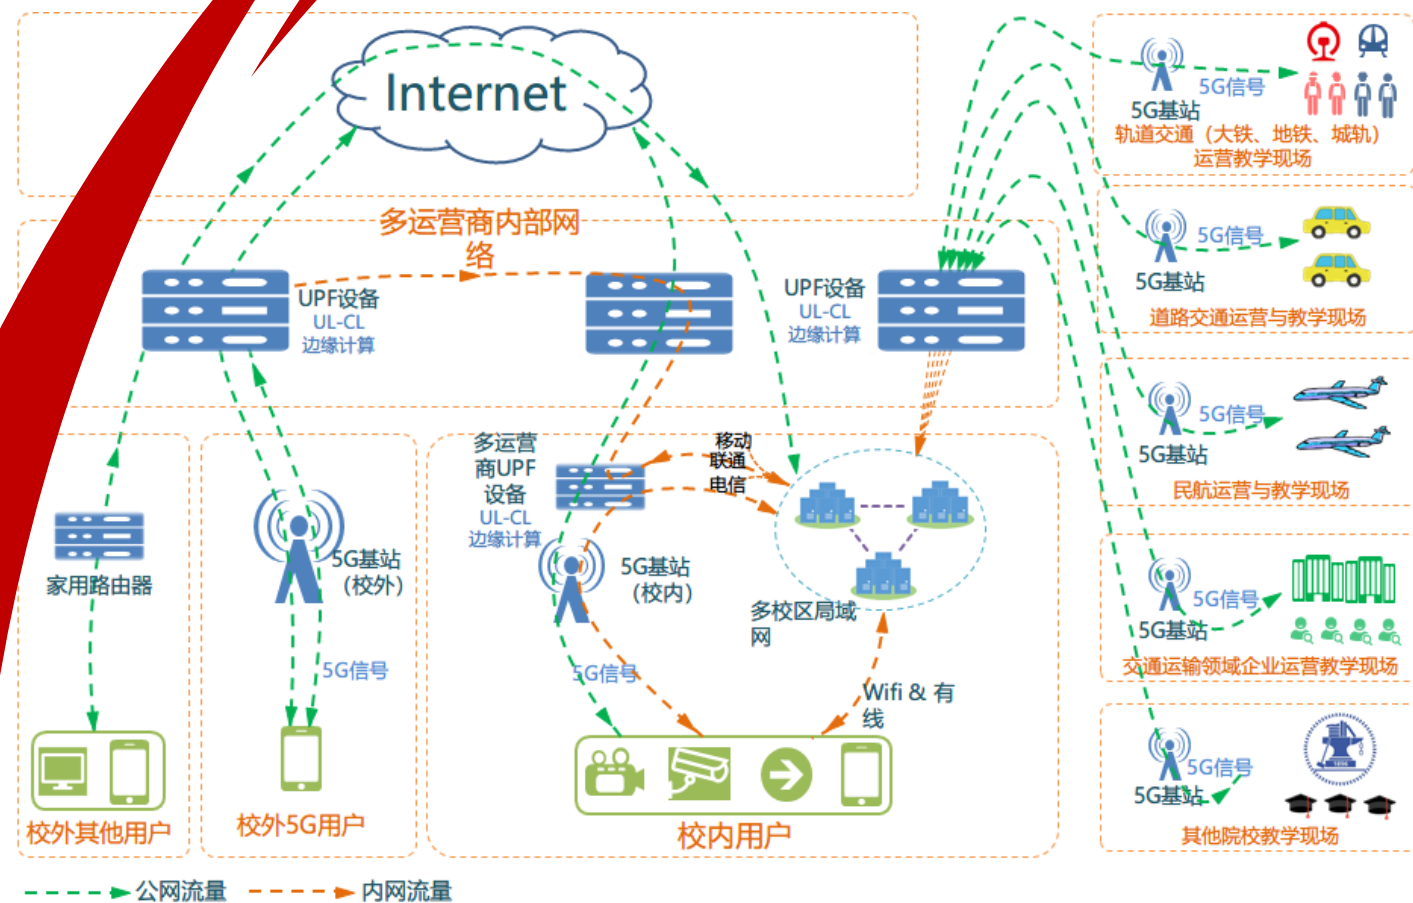 Internet
多运营商内部网
络
UPF设备
UL-CL
边缘计算
UPF设备
UL-CL
边缘计算
家用路由器
校外其他用户
5G基站
（校外）
5G信号
校外5G用户
多运营
商UPF
设备
UL-CL
边缘计算
移动
联通
电信
5G基站
（校内）
5G信号
多校区局域
网
Wifi & 有
线
校内用户
5G信号
5G基站
轨道交通（大铁、地铁、城轨）
运营教学现场
5G信号
5G基站
道路交通运营与教学现场
5G信号
5G基站
民航运营与教学现场
5G信号
5G基站
交通运输领域企业运营教学现场
5G信号
5G基站
1896
其他院校教学现场
公网流量
内网流量